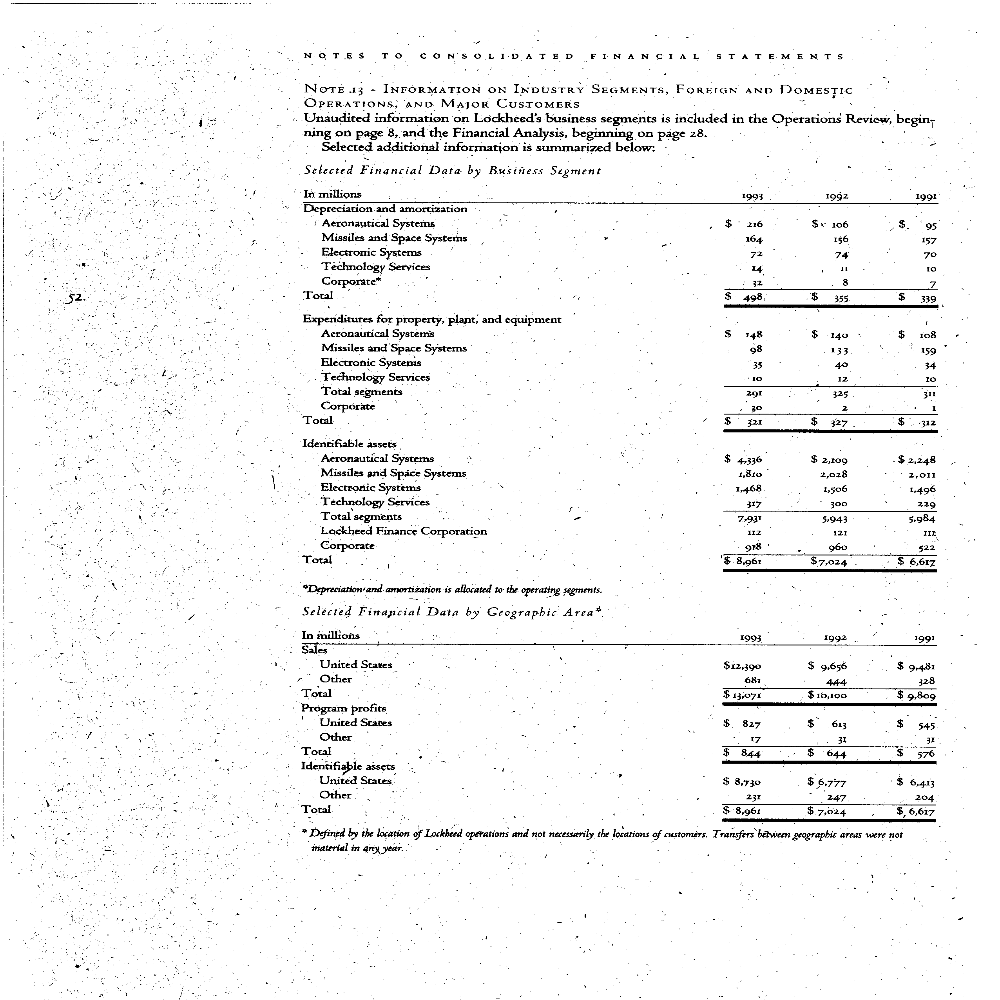 NOTES TO CONSOLIDATED FINANCIAL STATEMENTS
NOTE 13 - INFORMATION ON INDUSTRY SEGMENTS, FOREIGN AND DOMESTIC
OPERATIONS, AND MAJOR CUSTOMERS
Unaudited information on Lockheed's business segments is included in the Operations Review, begin-
ning on page 8, and the Financial Analysis, beginning on page 28.
Selected additional information is summarized below:
Selected Financial Data by Business Segment
In millions 1993 1992 1991
Depreciation and amortization
Aeronautical Systems $ 216 $ 106 $ 95
Missiles and Space Systems 164 156 157
Electronic Systems 72 74 70
Technology Services 14 11 10
Corporate* 32 8 7
52
Total $ 498 $ 355 $ 339
Expenditures for property, plant, and equipment
Aeronautical Systems $ 148 $ 140 $ 108
Missiles and Space Systems 98 133 159
Electronic Systems 35 40 34
Technology Services 10 12 10
Total segments 291 325 311
Corporate 30 2 1
Total $ 321 $ 327 $ 312
Identifiable assets
Aeronautical Systems $ 4,336 $ 2,109 $ 2,248
Missiles and Space Systems 1,810 2,028 2,011
Electronic Systems 1,468 1,506 1,496
Technology Services 317 300 229
Total segments 7,931 5,943 5,984
Lockheed Finance Corporation 112 121 111
Corporate 918 960 522
Total $ 8,961 $ 7,024 $ 6,617
*Depreciation and amortization is allocated to the operating segments.
Selected Financial Data by Geographic Area*
In millions 1993 1992 1991
Sales
United States $12,390 $ 9,656 $ 9,481
Other 681 444 328
Total $ 13,071 $ 10,100 $ 9,809
Program profits
United States $ 827 $ 613 $ 545
Other 17 31 31
Total $ 844 $ 644 $ 576
Identifiable assets
United States $ 8,730 $ 6,777 $ 6,413
Other 231 247 204
Total $ 8,961 $ 7,024 $ 6,617
* Defined by the location of Lockheed operations and not necessarily the locations of customers. Transfers between geographic areas were not
material in any year.